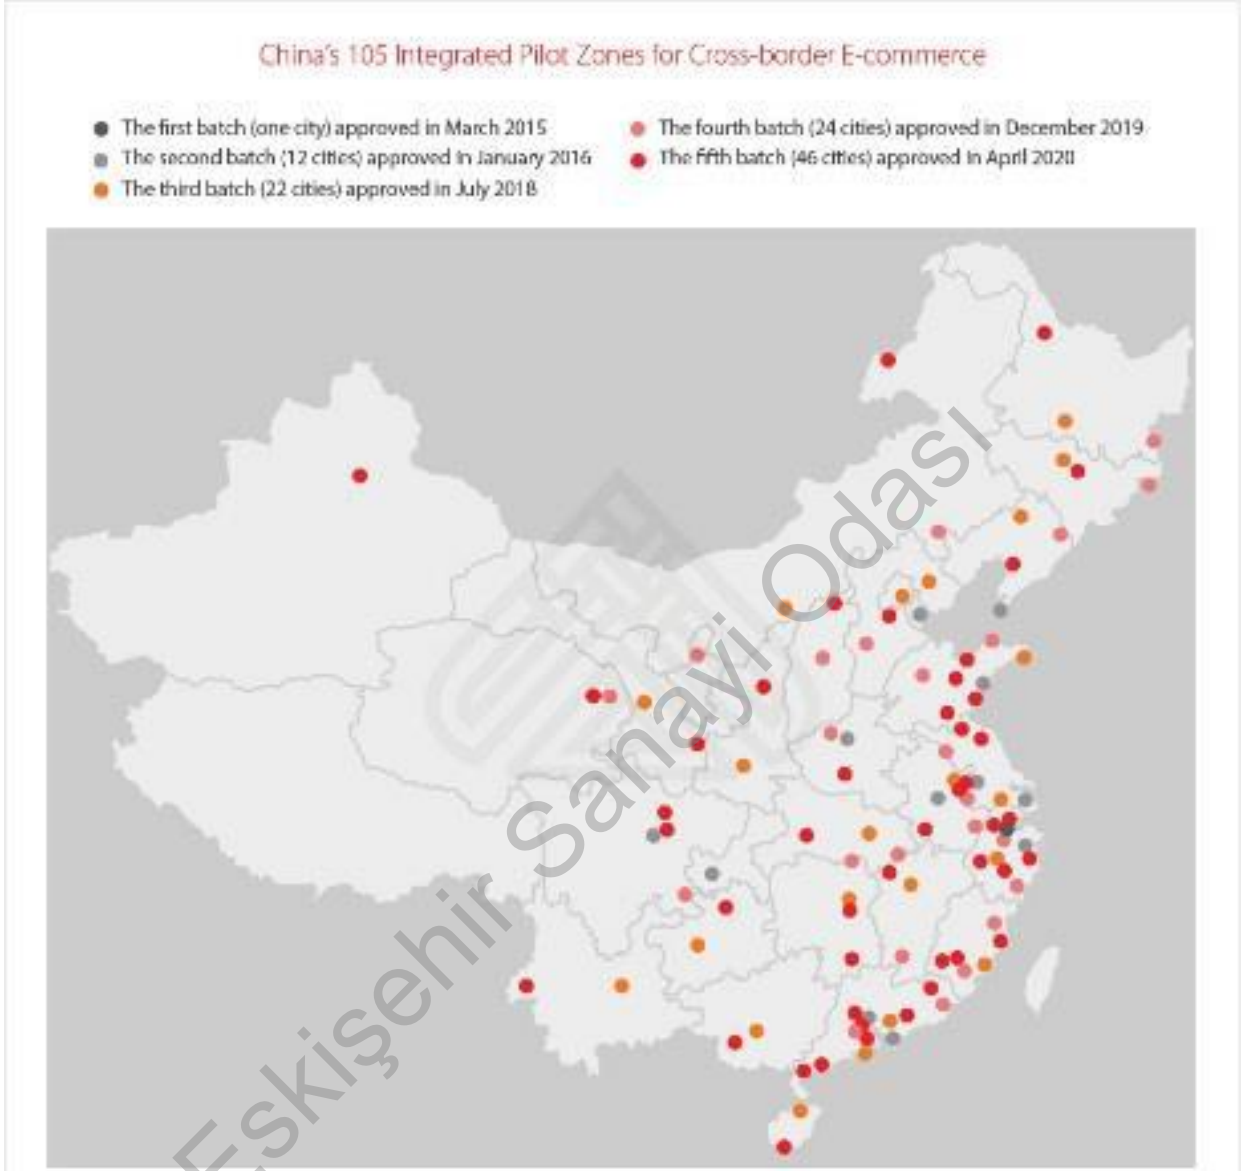 China's 105 Integrated Pilot Zones for Cross-border E-commerce
The first batch (one city) approved in March 2015
The second batch (12 cities) approved in January 2016
The third batch (22 cities) approved in July 2018
The fourth batch (24 cities) approved in December 2019
The fifth batch (46 cities) approved in April 2020
Eskişehir Sanayi Odası